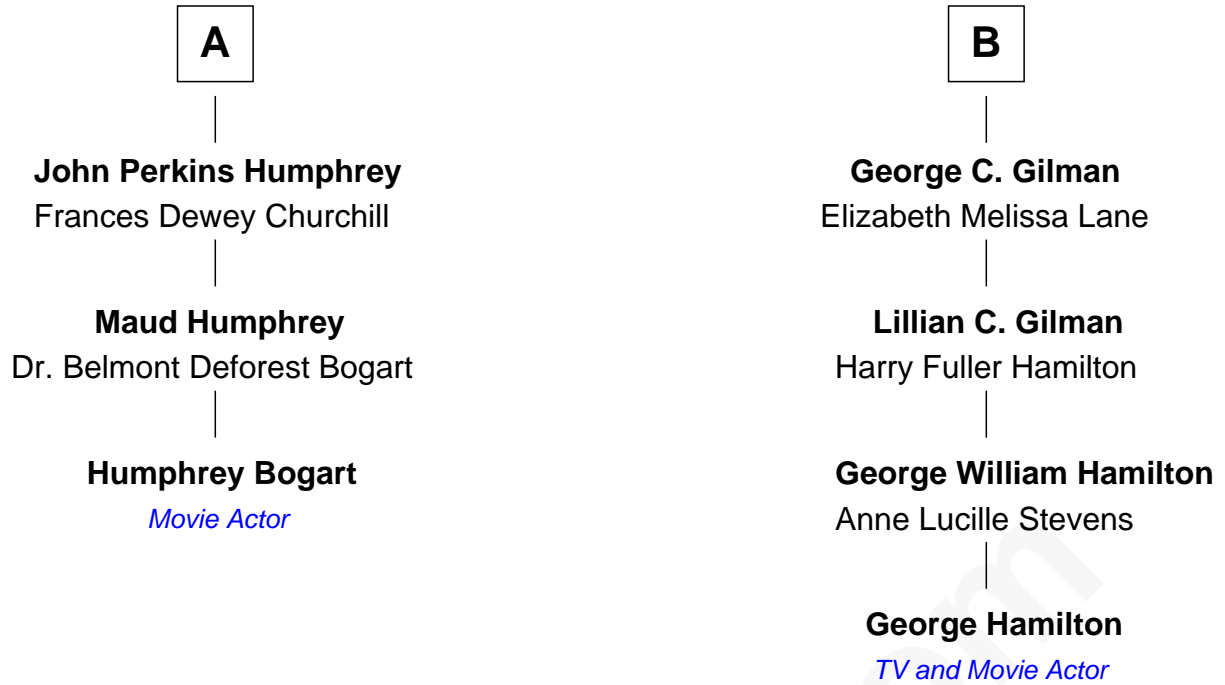 A
John Perkins Humphrey
Frances Dewey Churchill
Maud Humphrey
Dr. Belmont Deforest Bogart
Humphrey Bogart
Movie Actor
B
George C. Gilman
Elizabeth Melissa Lane
Lillian C. Gilman
Harry Fuller Hamilton
George William Hamilton
Anne Lucille Stevens
George Hamilton
TV and Movie Actor
om